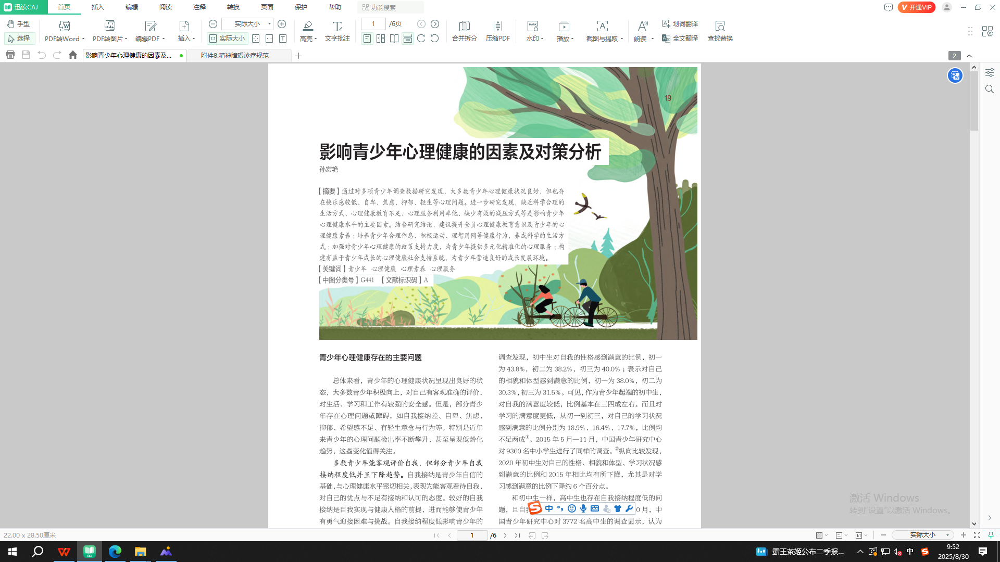 迅读CAJ
首页
插入
编辑
阅读
注释
转换
页面
保护
帮助
功能搜索
开通VIP
手型
选择
PDF转Word
PDF转图片
编辑PDF
插入
实际大小
实际大小
高亮
文字批注
1
/6页
合并拆分
压缩PDF
水印
播放
截图与提取
朗读
划词翻译
全文翻译
查找替换
影响青少年心理健康的因素及...
附件8.精神障碍诊疗规范
2
19
影响青少年心理健康的因素及对策分析
孙宏艳
【摘要】通过对多项青少年调查数据研究发现，大多数青少年心理健康状况良好，但也存
在快乐感较低、自卑、焦虑、抑郁、轻生等心理问题。进一步研究发现，缺乏科学合理的
生活方式、心理健康教育不足、心理服务利用率低、缺少有效的减压方式等是影响青少年
心理健康水平的主要因素。结合研究结论，建议提升全员心理健康教育意识及青少年的心
理健康素养；培养青少年合理作息、积极运动、理智用网等健康行为，养成科学的生活方
式；加强对青少年心理健康的政策支持力度，为青少年提供多元化精准化的心理服务；构
建有益于青少年成长的心理健康社会支持系统，为青少年营造良好的成长发展环境。
【关键词】青少年 心理健康 心理素养 心理服务
【中图分类号】G441 【文献标识码】A
青少年心理健康存在的主要问题
总体来看，青少年的心理健康状况呈现出良好的状
态，大多数青少年积极向上，对自己有客观准确的评价，
对生活、学习和工作有较强的安全感。但是，部分青少
年存在心理问题或障碍，如自我接纳差、自卑、焦虑、
抑郁、希望感不足、有轻生意念与行为等。特别是近年
来青少年的心理问题检出率不断攀升，甚至呈现低龄化
趋势，这些变化值得关注。
多数青少年能客观评价自我，但部分青少年自我
接纳程度低并呈下降趋势。自我接纳是青少年自信的
基础，与心理健康水平密切相关，表现为能客观看待自我，
对自己的优点与不足有接纳和认可的态度。较好的自我
接纳是自我实现与健康人格的前提，进而能够使青少年
有勇气迎接困难与挑战。自我接纳程度低影响青少年的
调查发现，初中生对自我的性格感到满意的比例，初一
为 43.8%，初二为 38.2%，初三为 40.0%；表示对自己
的相貌和体型感到满意的比例，初一为 38.0%，初二为
30.3%，初三为 31.5%。可见，作为青少年起端的初中生，
对自我的满意度较低，比例基本在三四成左右。而且对
学习的满意度更低，从初一到初三，对自己的学习状况
感到满意的比例分别为 18.9%、16.4%、17.7%，比例均
不足两成①。2015 年 5 月—11 月，中国青少年研究中心
对 9360 名中小学生进行了同样的调查。②纵向比较发现，
2020 年初中生对自己的性格、相貌和体型、学习状况感
到满意的比例和 2015 年相比均有所下降，尤其是对学
习感到满意的比例下降约 6 个百分点。
和初中生一样，高中生也存在自我接纳程度低的问
题，且自我
0 月，中
国青少年研究中心对 3772 名高中生的调查显示，认为
中
激活 Windows
转到“设置”以激活 Windows。
22.00 x 28.50厘米
1
/6
实际大小
霸王茶姬公布二季报...
中
9:52
2025/8/30